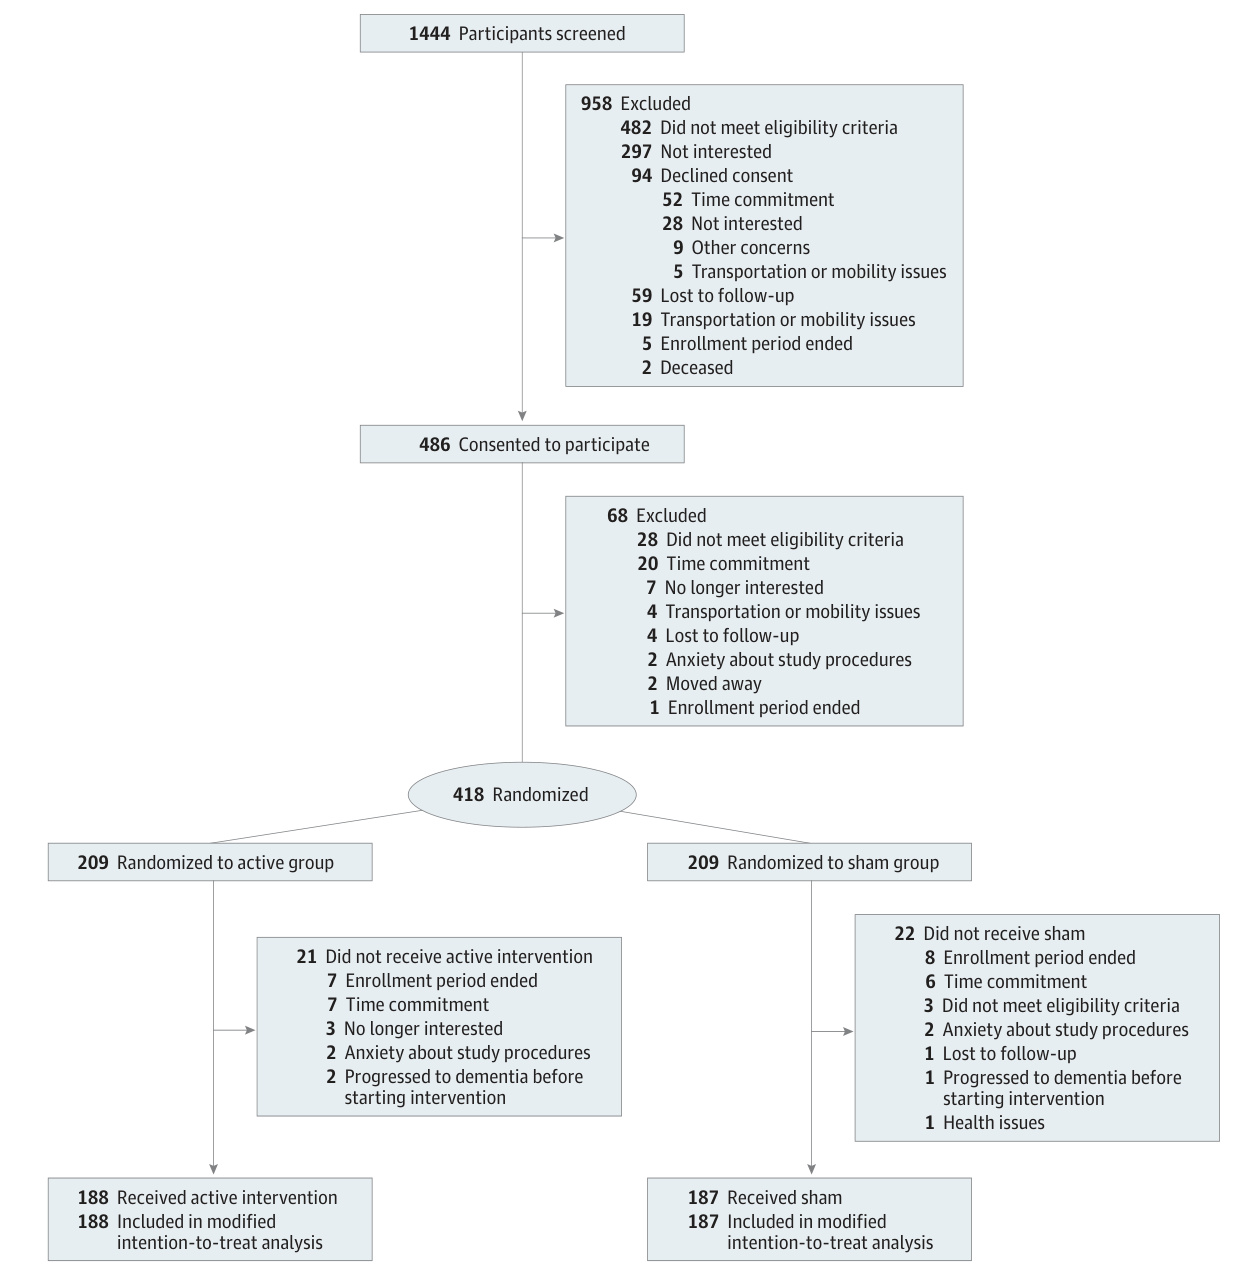 1444 Participants screened
958 Excluded
482 Did not meet eligibility criteria
297 Not interested
94 Declined consent
52 Time commitment
28 Not interested
9 Other concerns
5 Transportation or mobility issues
59 Lost to follow-up
19 Transportation or mobility issues
5 Enrollment period ended
2 Deceased
486 Consented to participate
68 Excluded
28 Did not meet eligibility criteria
20 Time commitment
7 No longer interested
4 Transportation or mobility issues
4 Lost to follow-up
2 Anxiety about study procedures
2 Moved away
1 Enrollment period ended
418 Randomized
209 Randomized to active group
21 Did not receive active intervention
7 Enrollment period ended
7 Time commitment
3 No longer interested
2 Anxiety about study procedures
2 Progressed to dementia before
starting intervention
188 Received active intervention
188 Included in modified
intention-to-treat analysis
209 Randomized to sham group
22 Did not receive sham
8 Enrollment period ended
6 Time commitment
3 Did not meet eligibility criteria
2 Anxiety about study procedures
1 Lost to follow-up
1 Progressed to dementia before
starting intervention
1 Health issues
187 Received sham
187 Included in modified
intention-to-treat analysis